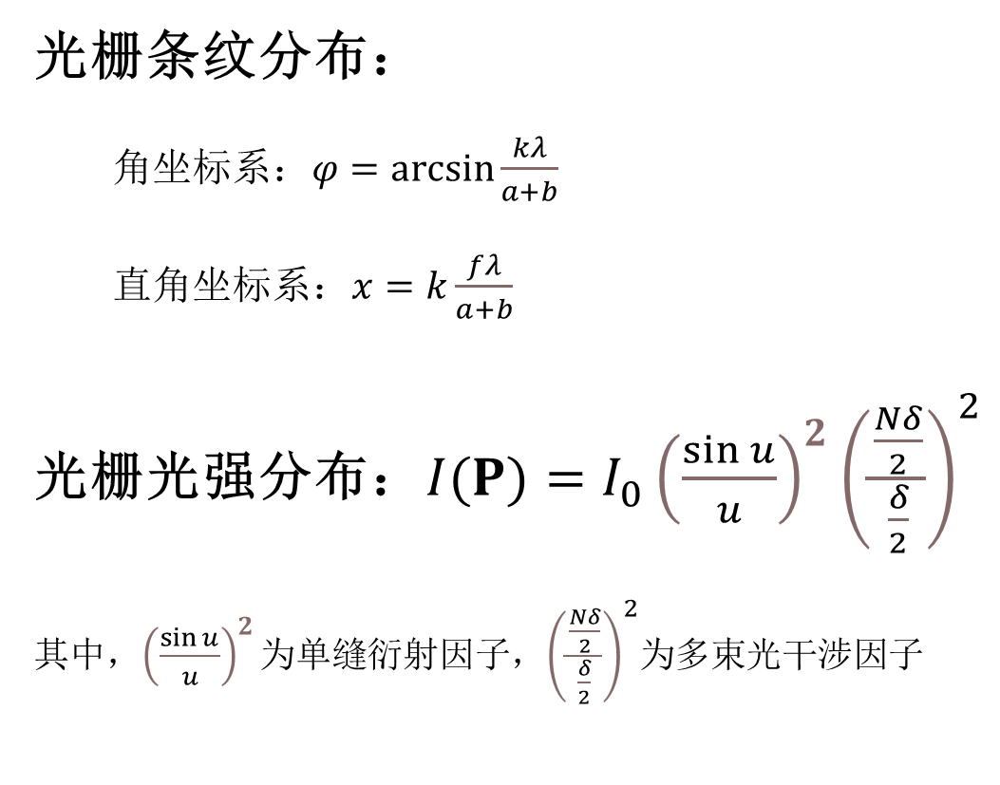 光栅条纹分布：
角坐标系：$\varphi = \arcsin \frac{k\lambda}{a+b}$
直角坐标系：$x = k \frac{f\lambda}{a+b}$
光栅光强分布：$I(\mathbf{P}) = I_0 \left(\frac{\sin u}{u}\right)^{\mathbf{2}} \left(\frac{\frac{N\delta}{2}}{\frac{\delta}{2}}\right)^2$
其中，$\left(\frac{\sin u}{u}\right)^{\mathbf{2}}$为单缝衍射因子，$\left(\frac{\frac{N\delta}{2}}{\frac{\delta}{2}}\right)^2$为多束光干涉因子